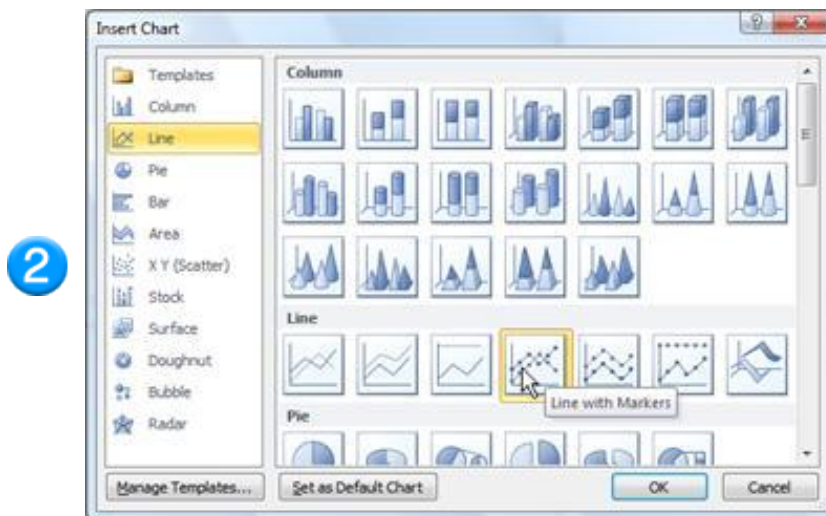 Insert Chart
2
Templates
Column
Line
Pie
Bar
Area
X Y (Scatter)
Stock
Surface
Doughnut
Bubble
Radar
Column
Line
Line with Markers
Pie
Manage Templates...
Set as Default Chart
OK
Cancel